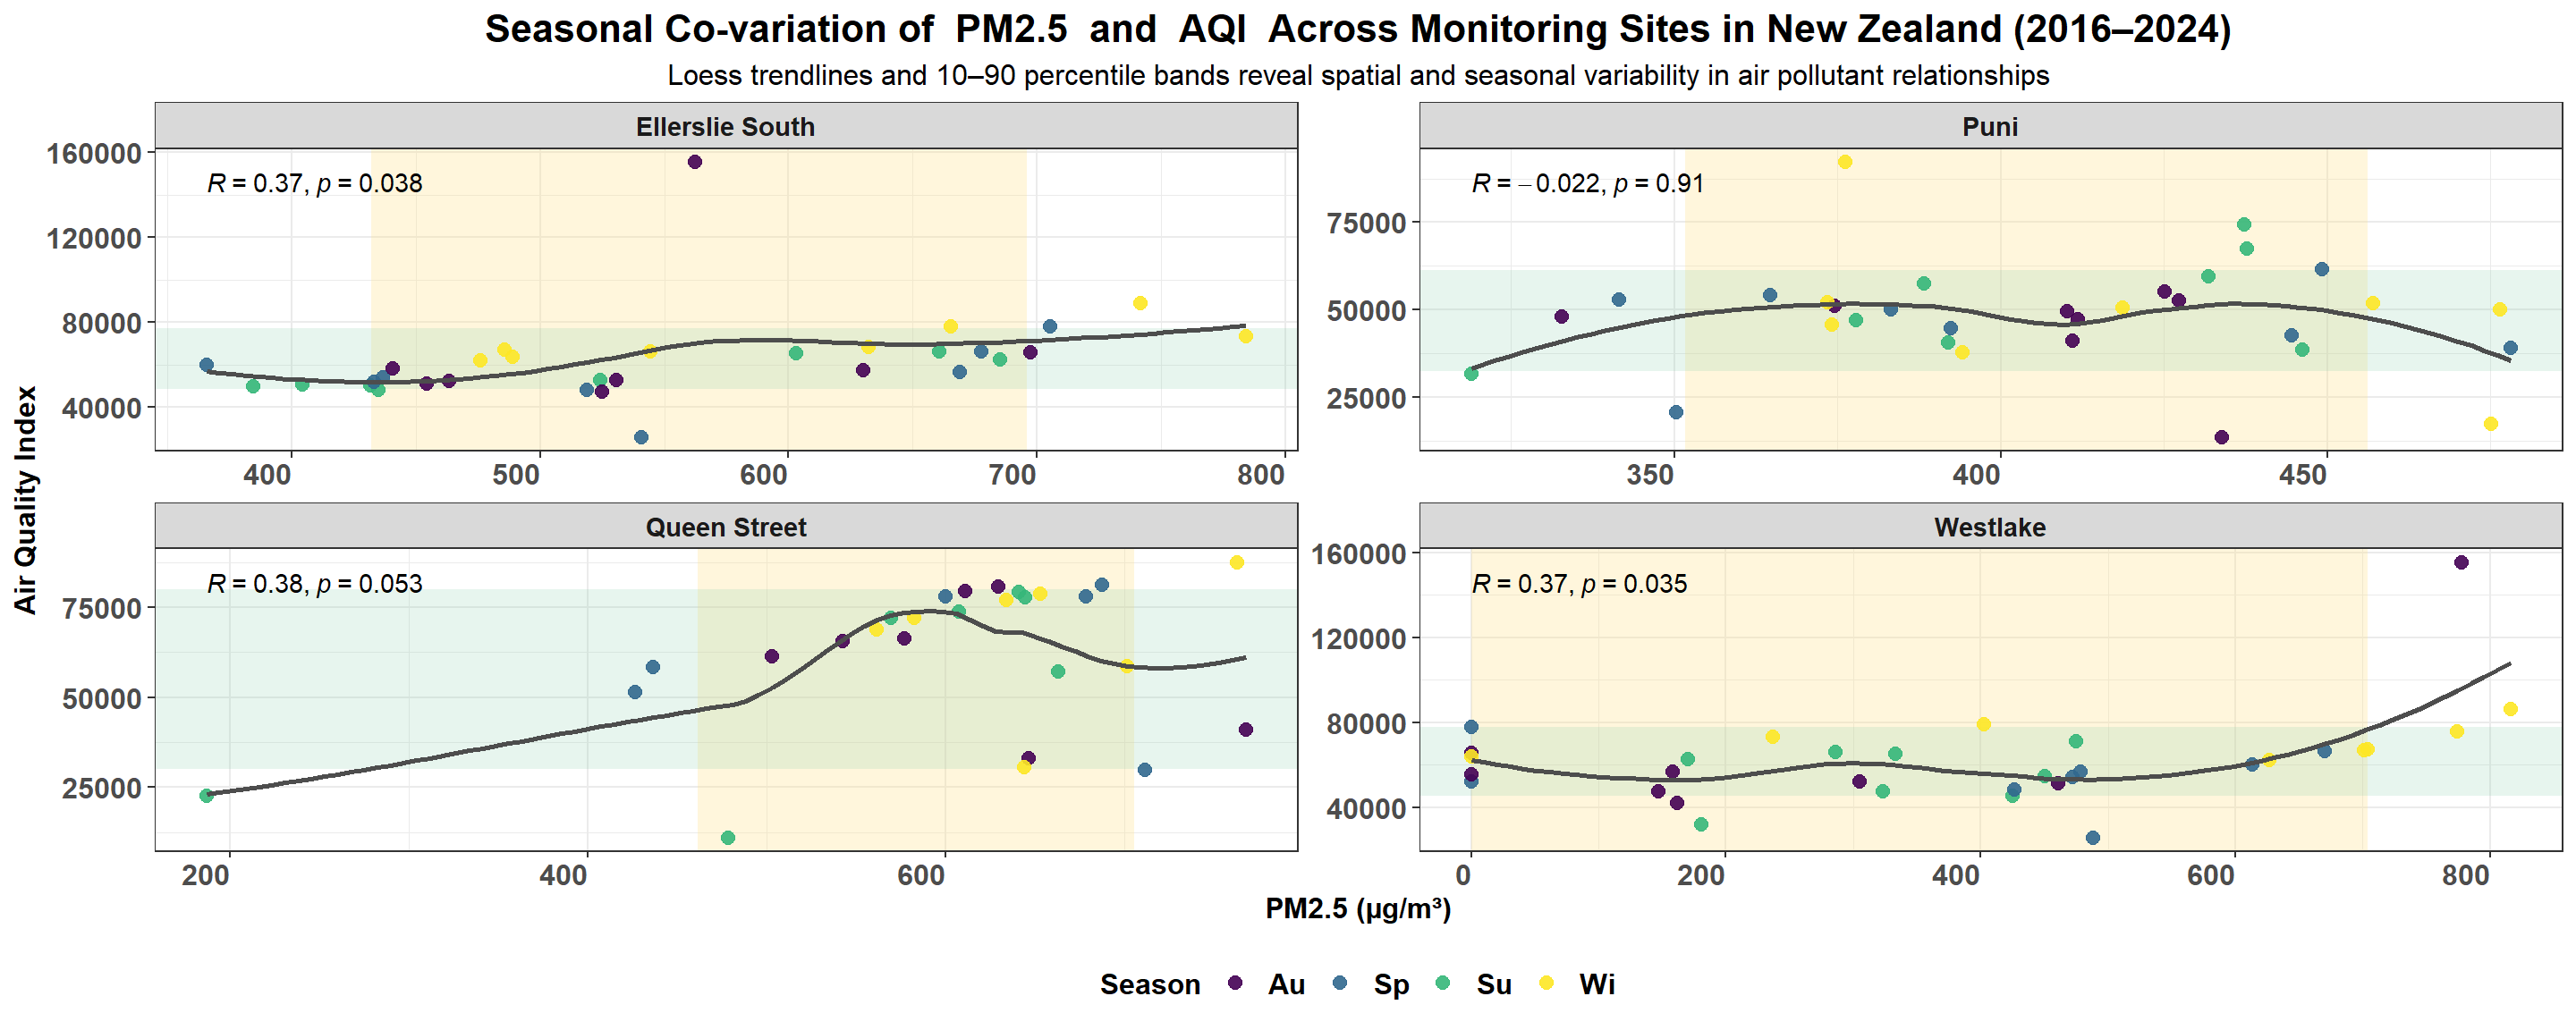 Seasonal Co-variation of PM2.5 and AQI Across Monitoring Sites in New Zealand (2016–2024)
Loess trendlines and 10–90 percentile bands reveal spatial and seasonal variability in air pollutant relationships
Air Quality Index
Ellerslie South
R = 0.37, p = 0.038
160000
120000
80000
40000
400 500 600 700 800
Puni
R = −0.022, p = 0.91
75000
50000
25000
350 400 450
Queen Street
R = 0.38, p = 0.053
75000
50000
25000
200 400 600
Westlake
R = 0.37, p = 0.035
160000
120000
80000
40000
0 200 400 600 800
PM2.5 (µg/m³)
Season Au Sp Su Wi